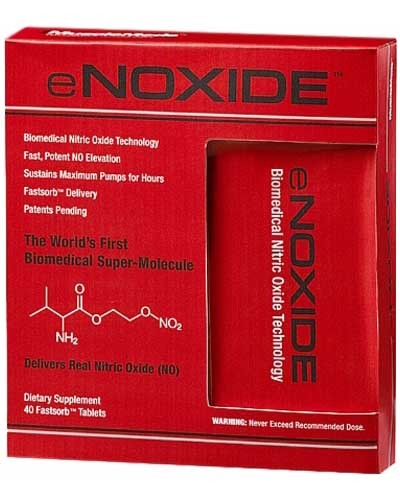 eNOXIDE™
Biomedical Nitric Oxide Technology
Fast, Potent NO Elevation
Sustains Maximum Pumps for Hours
Fastsorb™ Delivery
Patents Pending
The World's First
Biomedical Super-Molecule
O
O
O
NO₂
NH₂
Delivers Real Nitric Oxide (NO)
Dietary Supplement
40 Fastsorb™ Tablets
eNOXIDE
Biomedical Nitric Oxide Technology
WARNING: Never Exceed Recommended Dose.